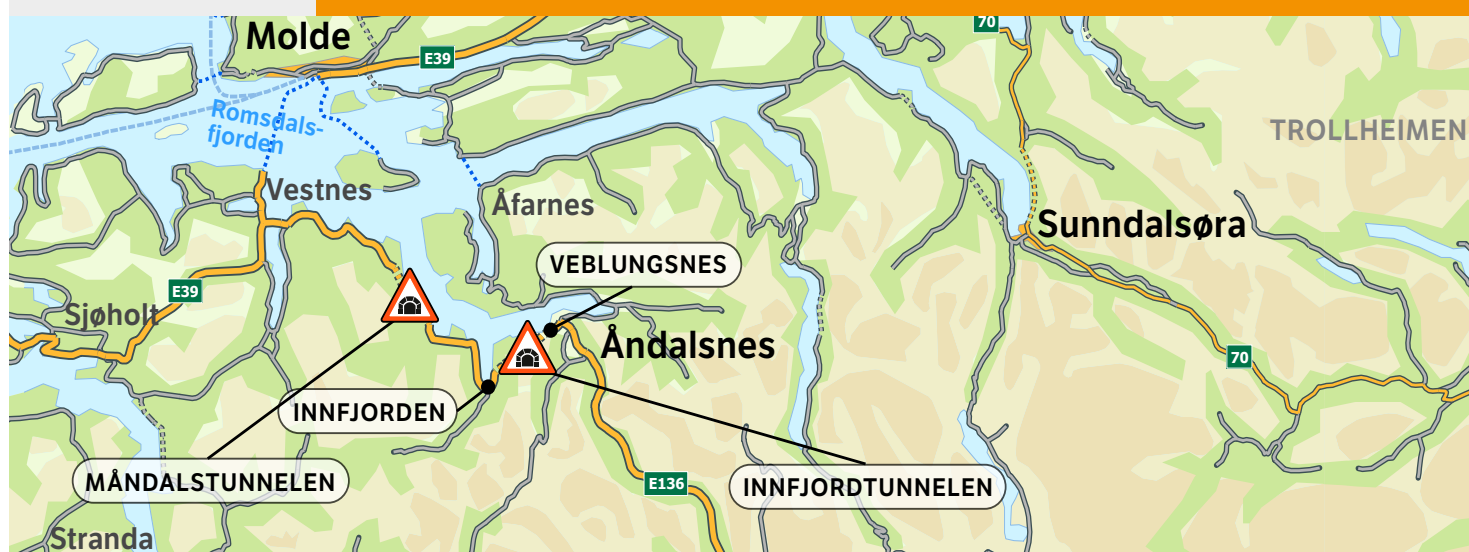 70
Molde
E39
Romsdals-
fjorden
TROLLHEIMEN
Vestnes
Åfarnes
Sunndalsøra
VEBLUNGSNES
E39
Sjøholt
Åndalsnes
70
INNFJORDEN
MÅNDALSTUNNELEN
E136
INNFJORDTUNNELEN
Stranda